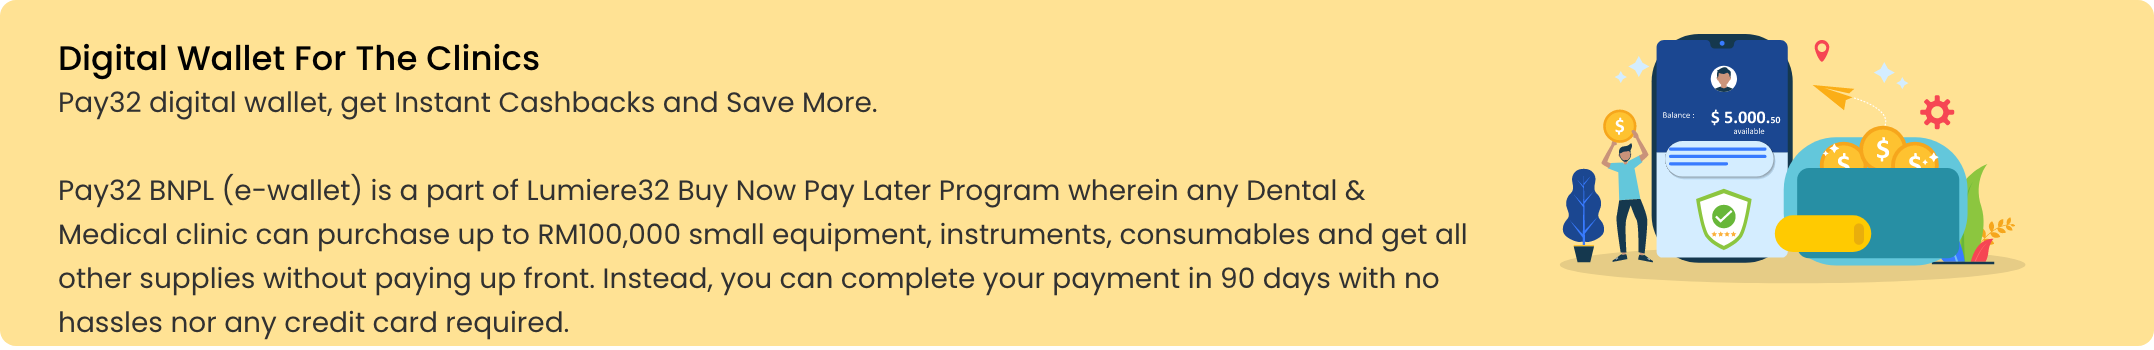 Digital Wallet For The Clinics
Pay32 digital wallet, get Instant Cashbacks and Save More.
Pay32 BNPL (e-wallet) is a part of Lumiere32 Buy Now Pay Later Program wherein any Dental &
Medical clinic can purchase up to RM100,000 small equipment, instruments, consumables and get all
other supplies without paying up front. Instead, you can complete your payment in 90 days with no
hassles nor any credit card required.
Balance : $ 5.000.50
available
$
$
$
$